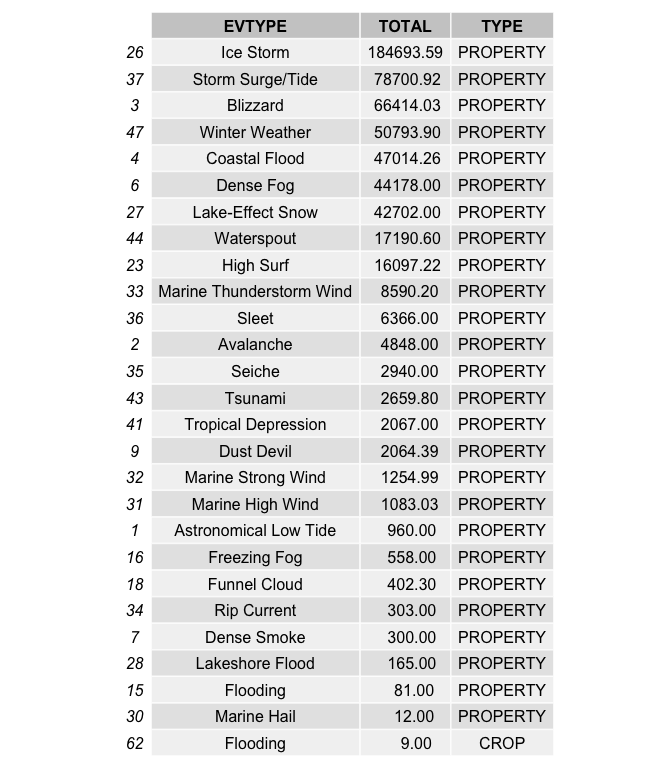 EVTYPE TOTAL TYPE
26 Ice Storm 184693.59 PROPERTY
37 Storm Surge/Tide 78700.92 PROPERTY
3 Blizzard 66414.03 PROPERTY
47 Winter Weather 50793.90 PROPERTY
4 Coastal Flood 47014.26 PROPERTY
6 Dense Fog 44178.00 PROPERTY
27 Lake-Effect Snow 42702.00 PROPERTY
44 Waterspout 17190.60 PROPERTY
23 High Surf 16097.22 PROPERTY
33 Marine Thunderstorm Wind 8590.20 PROPERTY
36 Sleet 6366.00 PROPERTY
2 Avalanche 4848.00 PROPERTY
35 Seiche 2940.00 PROPERTY
43 Tsunami 2659.80 PROPERTY
41 Tropical Depression 2067.00 PROPERTY
9 Dust Devil 2064.39 PROPERTY
32 Marine Strong Wind 1254.99 PROPERTY
31 Marine High Wind 1083.03 PROPERTY
1 Astronomical Low Tide 960.00 PROPERTY
16 Freezing Fog 558.00 PROPERTY
18 Funnel Cloud 402.30 PROPERTY
34 Rip Current 303.00 PROPERTY
7 Dense Smoke 300.00 PROPERTY
28 Lakeshore Flood 165.00 PROPERTY
15 Flooding 81.00 PROPERTY
30 Marine Hail 12.00 PROPERTY
62 Flooding 9.00 CROP